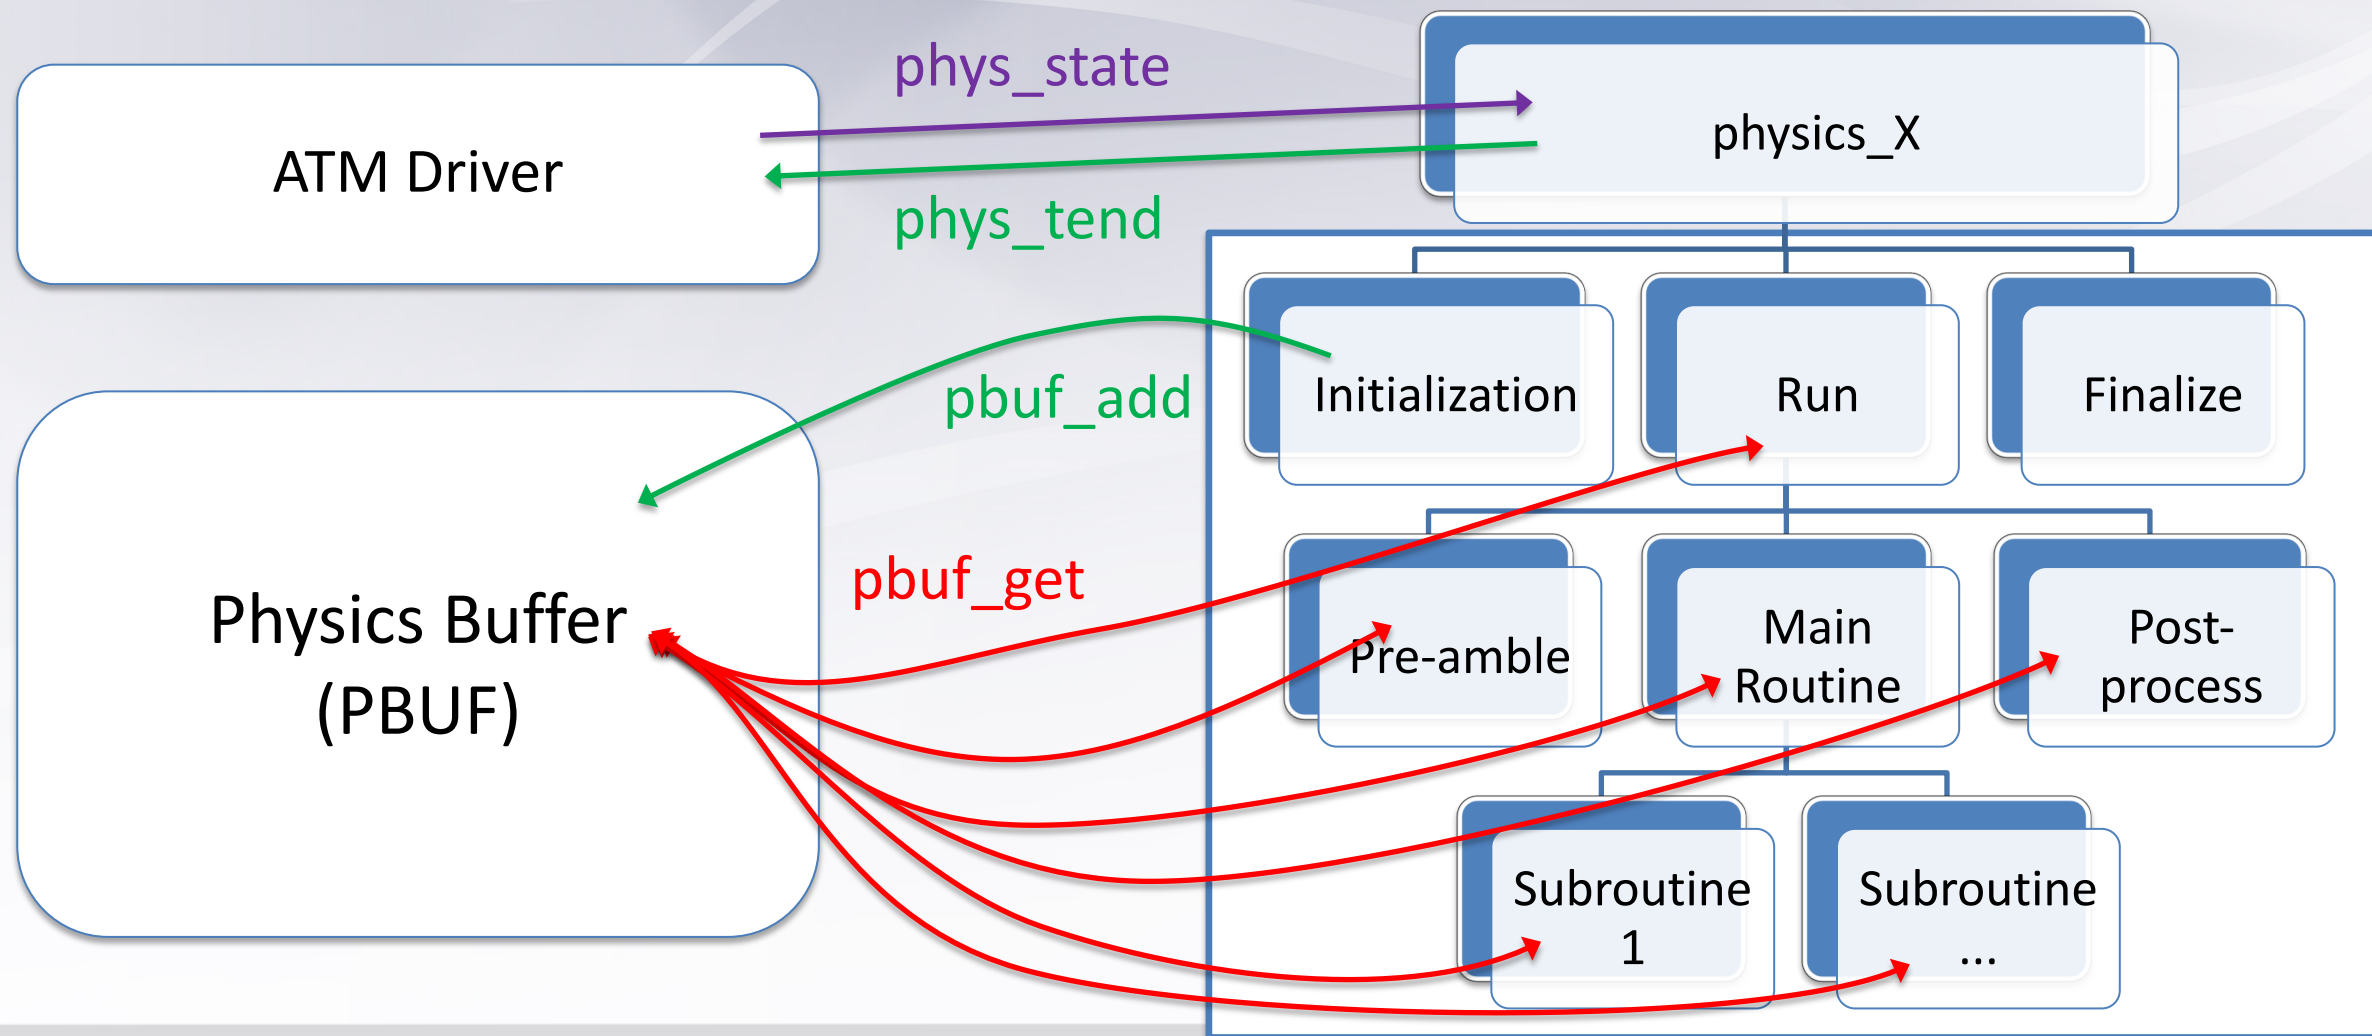 phys_state
ATM Driver
physics_X
phys_tend
pbuf_add
Initialization
Run
Finalize
pbuf_get
Physics Buffer
(PBUF)
Pre-amble
Main
Routine
Post-
process
Subroutine
1
Subroutine
...